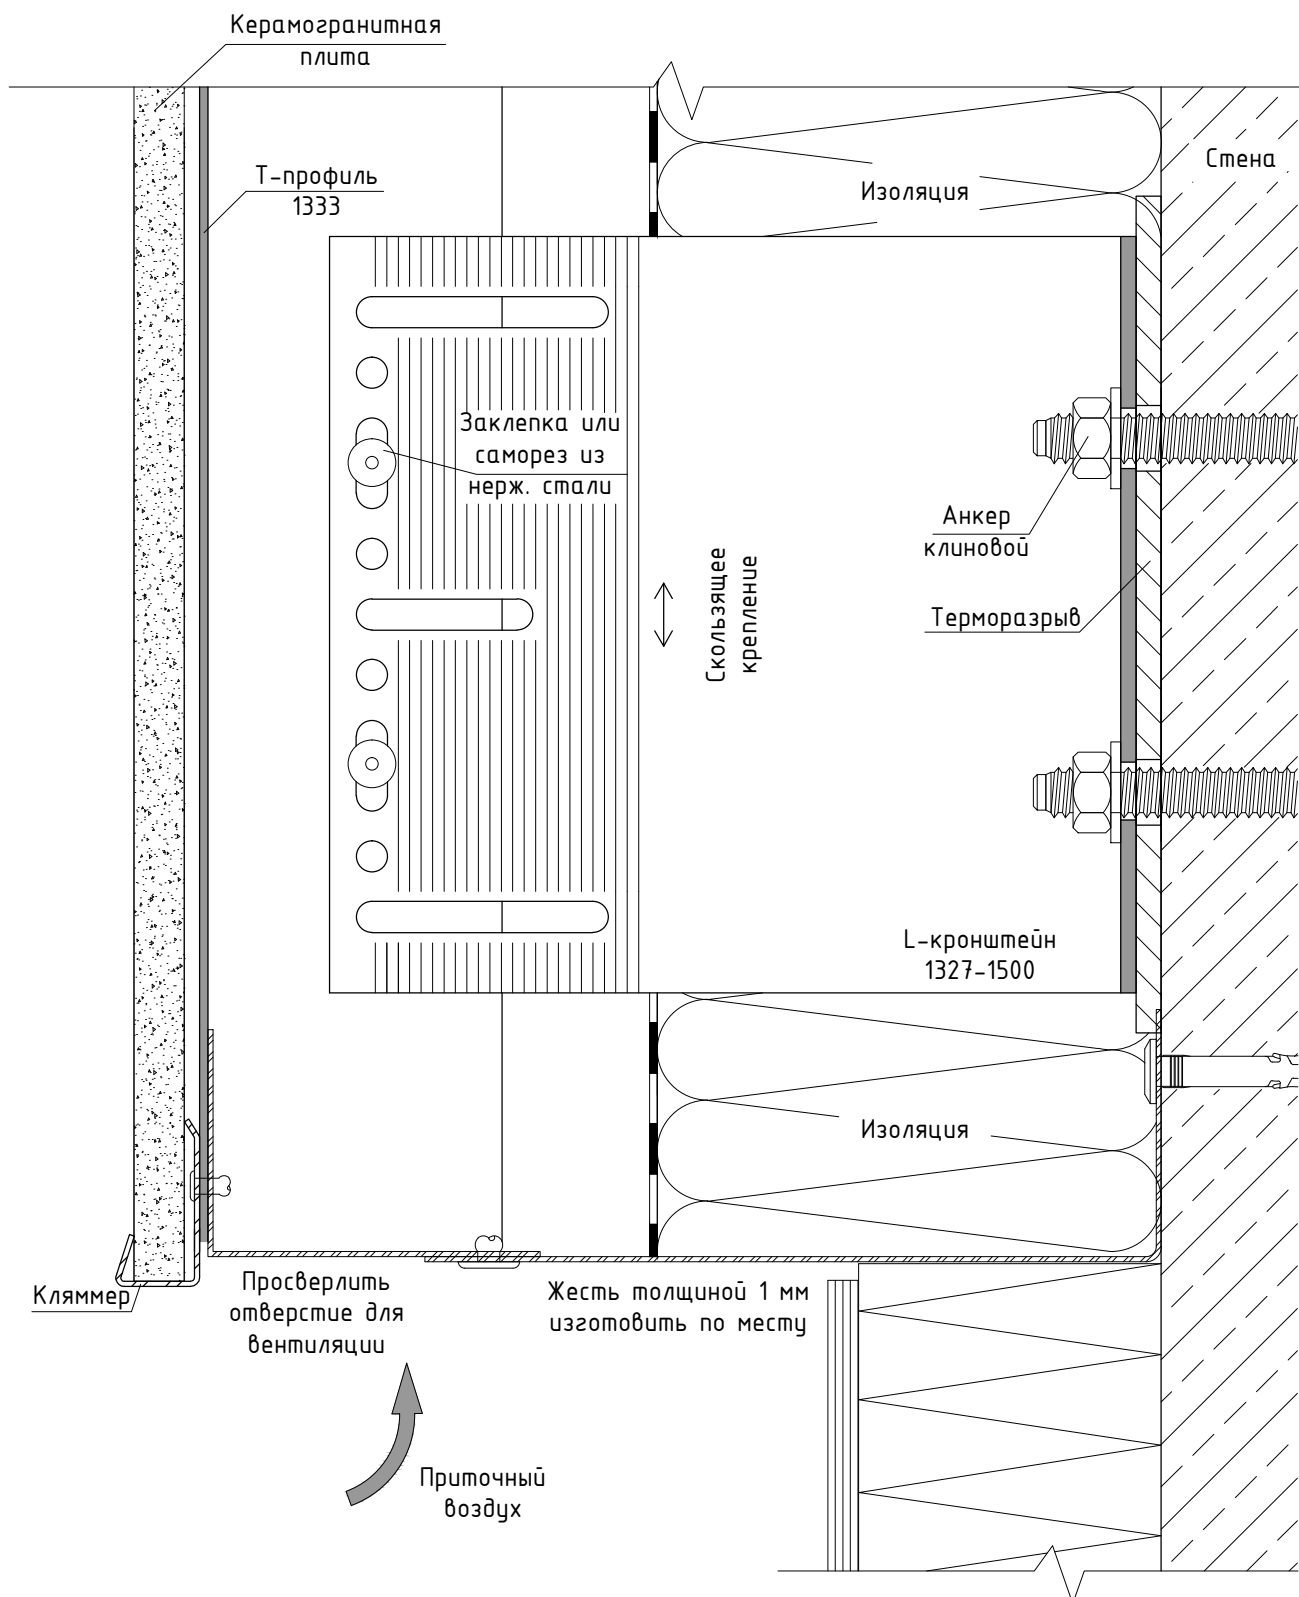 Керамогранитная
плита
Стена
Т-профиль
1333
Изоляция
Заклепка или
саморез из
нерж. стали
Анкер
клиновой
Скользящее
крепление
Терморазрыв
L-кронштейн
1327-1500
Изоляция
Кляммер
Просверлить
отверстие для
вентиляции
Жесть толщиной 1 мм
изготовить по месту
Приточный
воздух